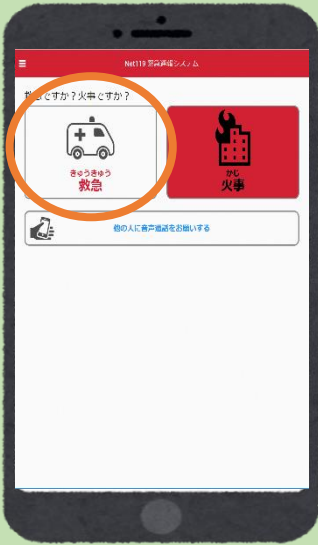 Net119 緊急通報システム
救急ですか？火事ですか？
きゅうきゅう
救急
かじ
火事
他の人に音声通話をお願いする